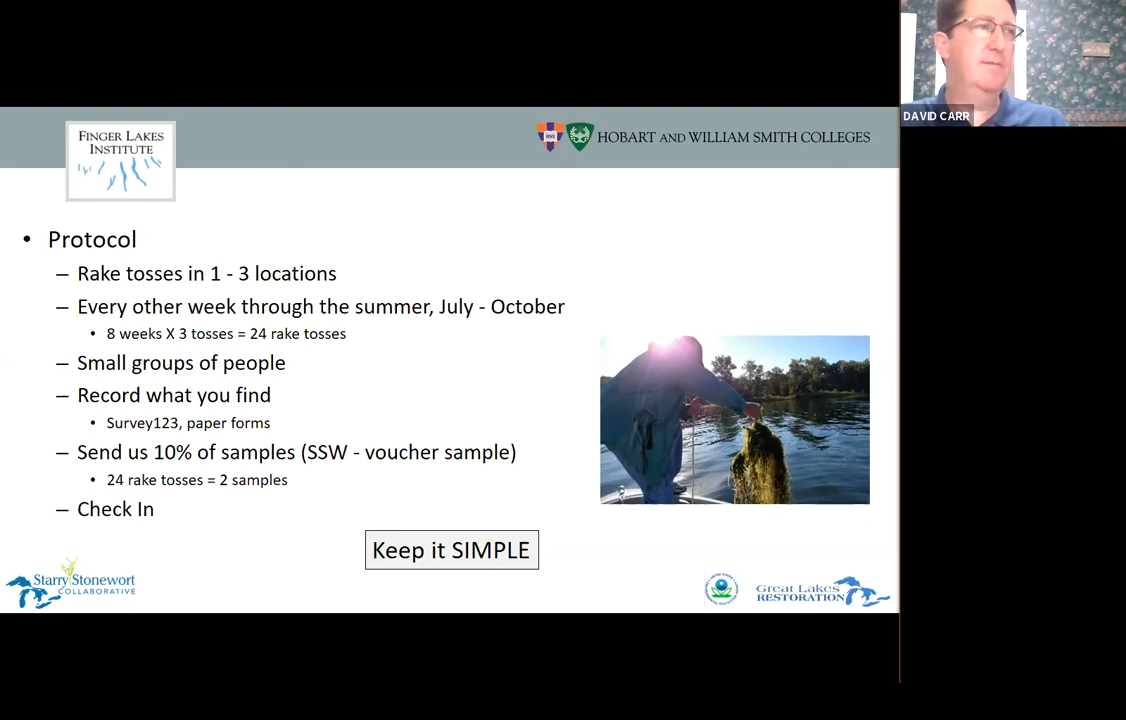 DAVID CARR
FINGER LAKES
INSTITUTE
HOBART AND WILLIAM SMITH COLLEGES
• Protocol
– Rake tosses in 1 - 3 locations
– Every other week through the summer, July - October
• 8 weeks X 3 tosses = 24 rake tosses
– Small groups of people
– Record what you find
• Survey123, paper forms
– Send us 10% of samples (SSW - voucher sample)
• 24 rake tosses = 2 samples
– Check In
Keep it SIMPLE
Starry Stonewort
COLLABORATIVE
Great Lakes
RESTORATION